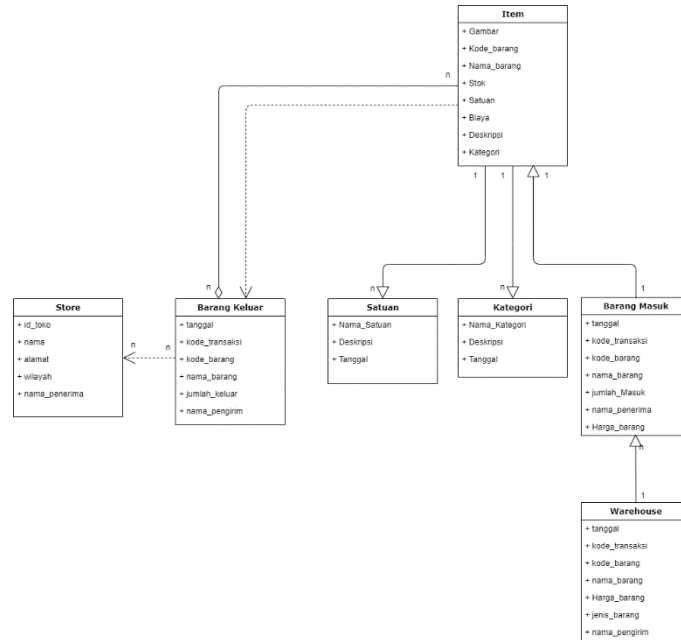 Item
+ Gambar
+ Kode_barang
+ Nama_barang
+ Stok
+ Satuan
+ Biaya
+ Deskripsi
+ Kategori
n
1
1
1
n
n
n
1
Store
+ id_toko
+ nama
+ alamat
+ wilayah
+ nama_penerima
n
n
Barang Keluar
+ tanggal
+ kode_transaksi
+ kode_barang
+ nama_barang
+ jumlah_keluar
+ nama_pengirim
Satuan
+ Nama_Satuan
+ Deskripsi
+ Tanggal
Kategori
+ Nama_Kategori
+ Deskripsi
+ Tanggal
Barang Masuk
+ tanggal
+ kode_transaksi
+ kode_barang
+ nama_barang
+ jumlah_Masuk
+ nama_penerima
+ Harga_barang
n
1
Warehouse
+ tanggal
+ kode_transaksi
+ kode_barang
+ nama_barang
+ Harga_barang
+ jenis_barang
+ nama_pengirim